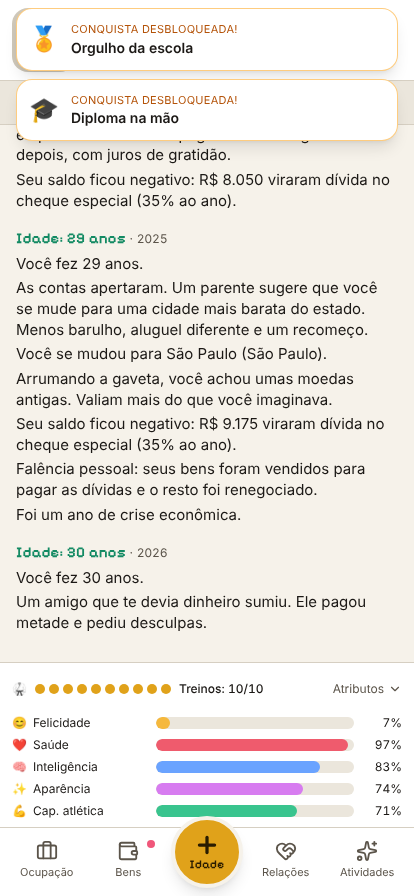 CONQUISTA DESBLOQUEADA!
Orgulho da escola
CONQUISTA DESBLOQUEADA!
Diploma na mão
depois, com juros de gratidão.
Seu saldo ficou negativo: R$ 8.050 viraram dívida no
cheque especial (35% ao ano).
Idade: 29 anos · 2025
Você fez 29 anos.
As contas apertaram. Um parente sugere que você
se mude para uma cidade mais barata do estado.
Menos barulho, aluguel diferente e um recomeço.
Você se mudou para São Paulo (São Paulo).
Arrumando a gaveta, você achou umas moedas
antigas. Valiam mais do que você imaginava.
Seu saldo ficou negativo: R$ 9.175 viraram dívida no
cheque especial (35% ao ano).
Falência pessoal: seus bens foram vendidos para
pagar as dívidas e o resto foi renegociado.
Foi um ano de crise econômica.
Idade: 30 anos · 2026
Você fez 30 anos.
Um amigo que te devia dinheiro sumiu. Ele pagou
metade e pediu desculpas.
Treinos: 10/10 Atributos
Felicidade 7%
Saúde 97%
Inteligência 83%
Aparência 74%
Cap. atlética 71%
Ocupação Bens Idade Relações Atividades